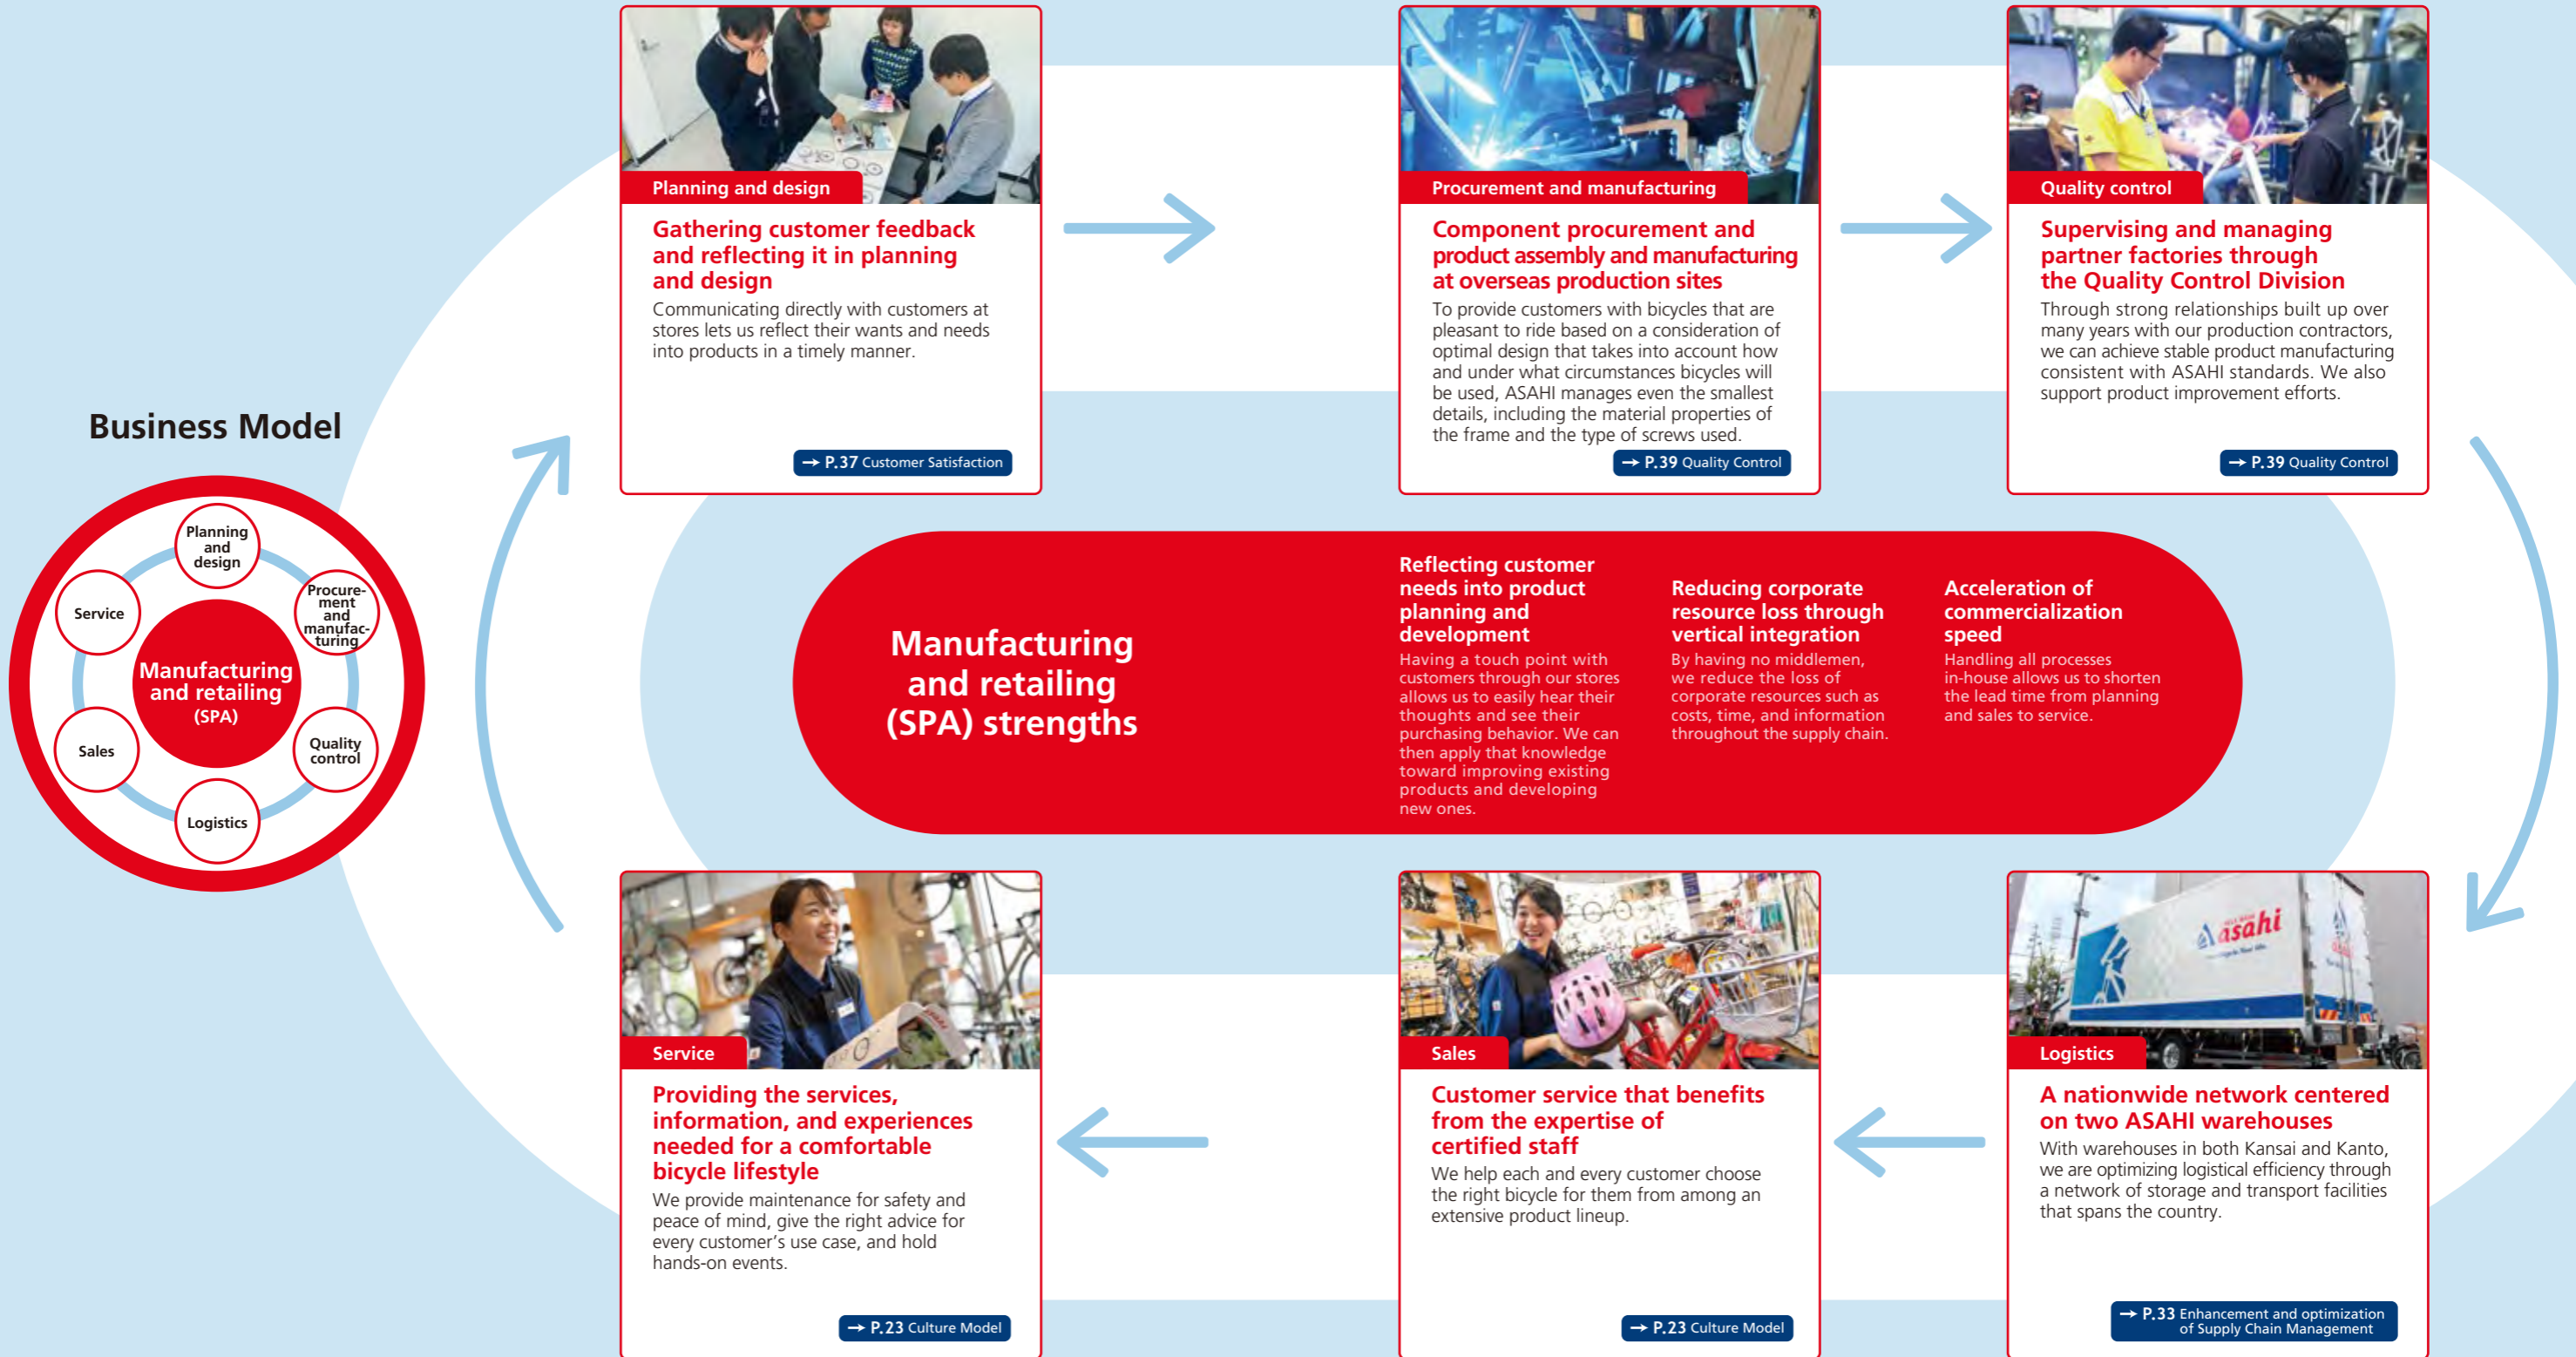 Business Model
Planning
and
design
Procure-
ment
and
manufac-
turing
Quality
control
Logistics
Sales
Service
Manufacturing
and retailing
(SPA)
Planning and design
Gathering customer feedback
and reflecting it in planning
and design
Communicating directly with customers at
stores lets us reflect their wants and needs
into products in a timely manner.
→ P.37 Customer Satisfaction
Procurement and manufacturing
Component procurement and
product assembly and manufacturing
at overseas production sites
To provide customers with bicycles that are
pleasant to ride based on a consideration of
optimal design that takes into account how
and under what circumstances bicycles will
be used, ASAHI manages even the smallest
details, including the material properties of
the frame and the type of screws used.
→ P.39 Quality Control
Quality control
Supervising and managing
partner factories through
the Quality Control Division
Through strong relationships built up over
many years with our production contractors,
we can achieve stable product manufacturing
consistent with ASAHI standards. We also
support product improvement efforts.
→ P.39 Quality Control
Manufacturing
and retailing
(SPA) strengths
Reflecting customer
needs into product
planning and
development
Having a touch point with
customers through our stores
allows us to easily hear their
thoughts and see their
purchasing behavior. We can
then apply that knowledge
toward improving existing
products and developing
new ones.
Reducing corporate
resource loss through
vertical integration
By having no middlemen,
we reduce the loss of
corporate resources such as
costs, time, and information
throughout the supply chain.
Acceleration of
commercialization
speed
Handling all processes
in-house allows us to shorten
the lead time from planning
and sales to service.
Service
Providing the services,
information, and experiences
needed for a comfortable
bicycle lifestyle
We provide maintenance for safety and
peace of mind, give the right advice for
every customer's use case, and hold
hands-on events.
→ P.23 Culture Model
Sales
Customer service that benefits
from the expertise of
certified staff
We help each and every customer choose
the right bicycle for them from among an
extensive product lineup.
→ P.23 Culture Model
asahi
Logistics
A nationwide network centered
on two ASAHI warehouses
With warehouses in both Kansai and Kanto,
we are optimizing logistical efficiency through
a network of storage and transport facilities
that spans the country.
→ P.33 Enhancement and optimization
of Supply Chain Management